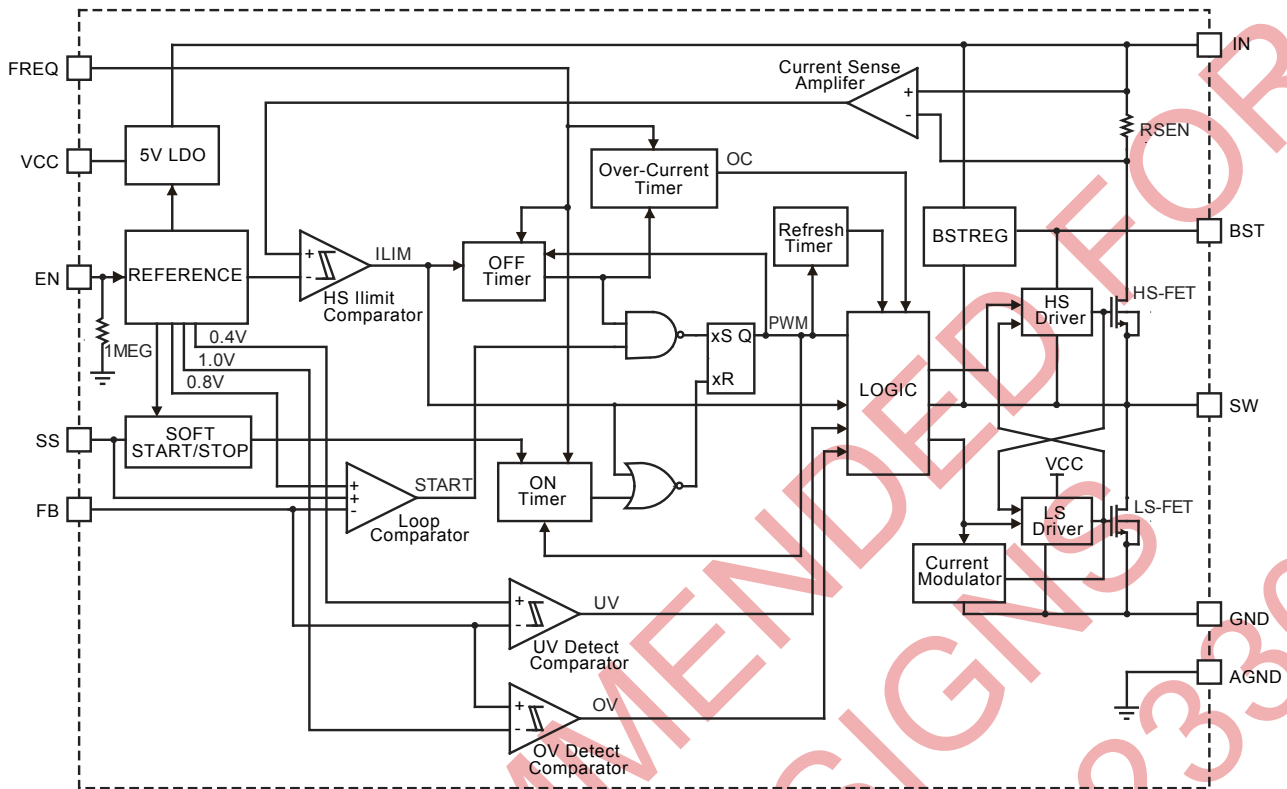 IN
FREQ
Current Sense
Amplifer
+
-
RSEN
5V LDO
VCC
Over-Current
Timer
OC
Refresh
Timer
BSTREG
BST
REFERENCE
EN
+
-
ILIM
HS Ilimit
Comparator
OFF
Timer
HS
Driver
HS-FET
1MEG
0.4V
1.0V
0.8V
PWM
xS Q
xR
LOGIC
SW
SS
SOFT
START/STOP
FB
+
+
-
START
Loop
Comparator
ON
Timer
VCC
LS
Driver
LS-FET
Current
Modulator
+
-
UV
UV Detect
Comparator
GND
AGND
+
-
OV
OV Detect
Comparator
MMENDED FOR
SIGNS